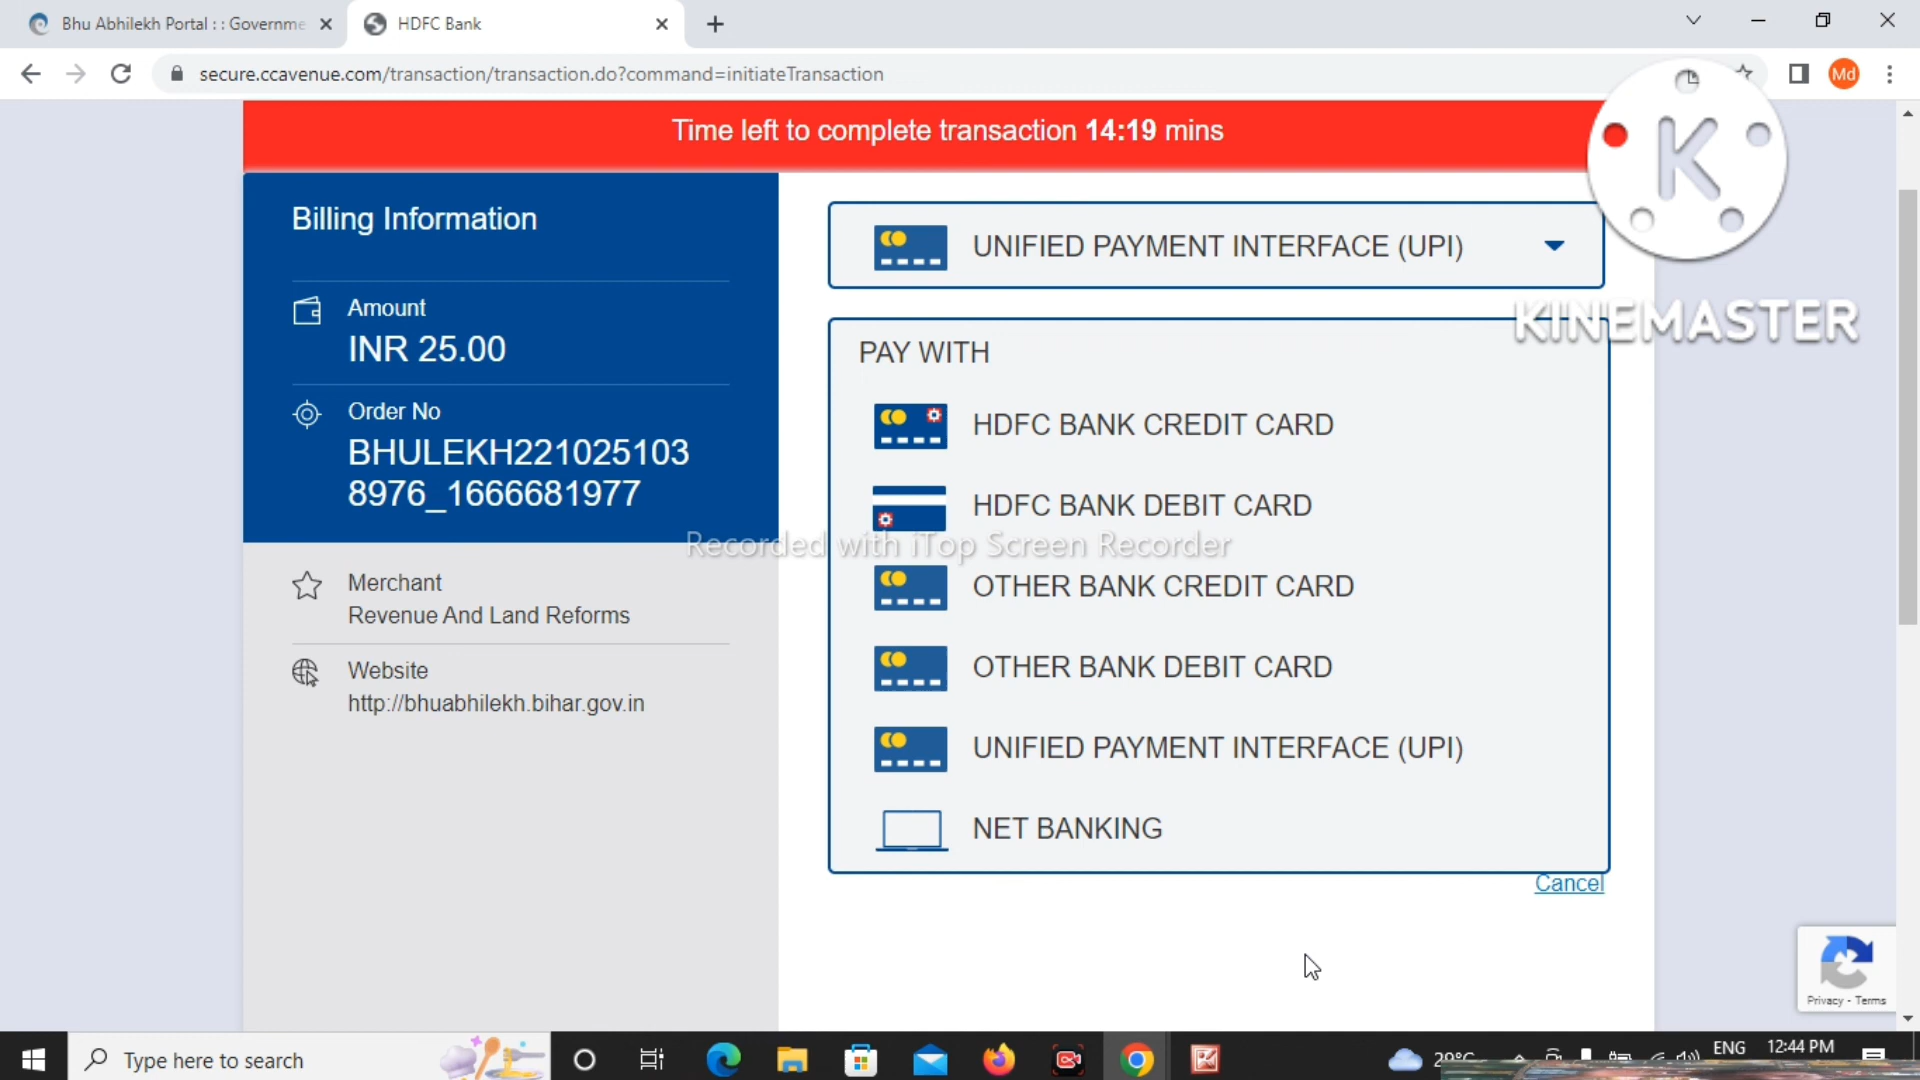 Bhu Abhilekh Portal : : Governme
HDFC Bank
secure.ccavenue.com/transaction/transaction.do?command=initiateTransaction
Md
Time left to complete transaction 14:19 mins
K
KINEMASTER
Billing Information
Amount
INR 25.00
Order No
BHULEKH221025103
8976_1666681977
Merchant
Revenue And Land Reforms
Website
http://bhuabhilekh.bihar.gov.in
UNIFIED PAYMENT INTERFACE (UPI)
PAY WITH
HDFC BANK CREDIT CARD
HDFC BANK DEBIT CARD
Recorded with iTop Screen Recorder
OTHER BANK CREDIT CARD
OTHER BANK DEBIT CARD
UNIFIED PAYMENT INTERFACE (UPI)
NET BANKING
Cancel
Privacy - Terms
Type here to search
29°C
ENG
12:44 PM